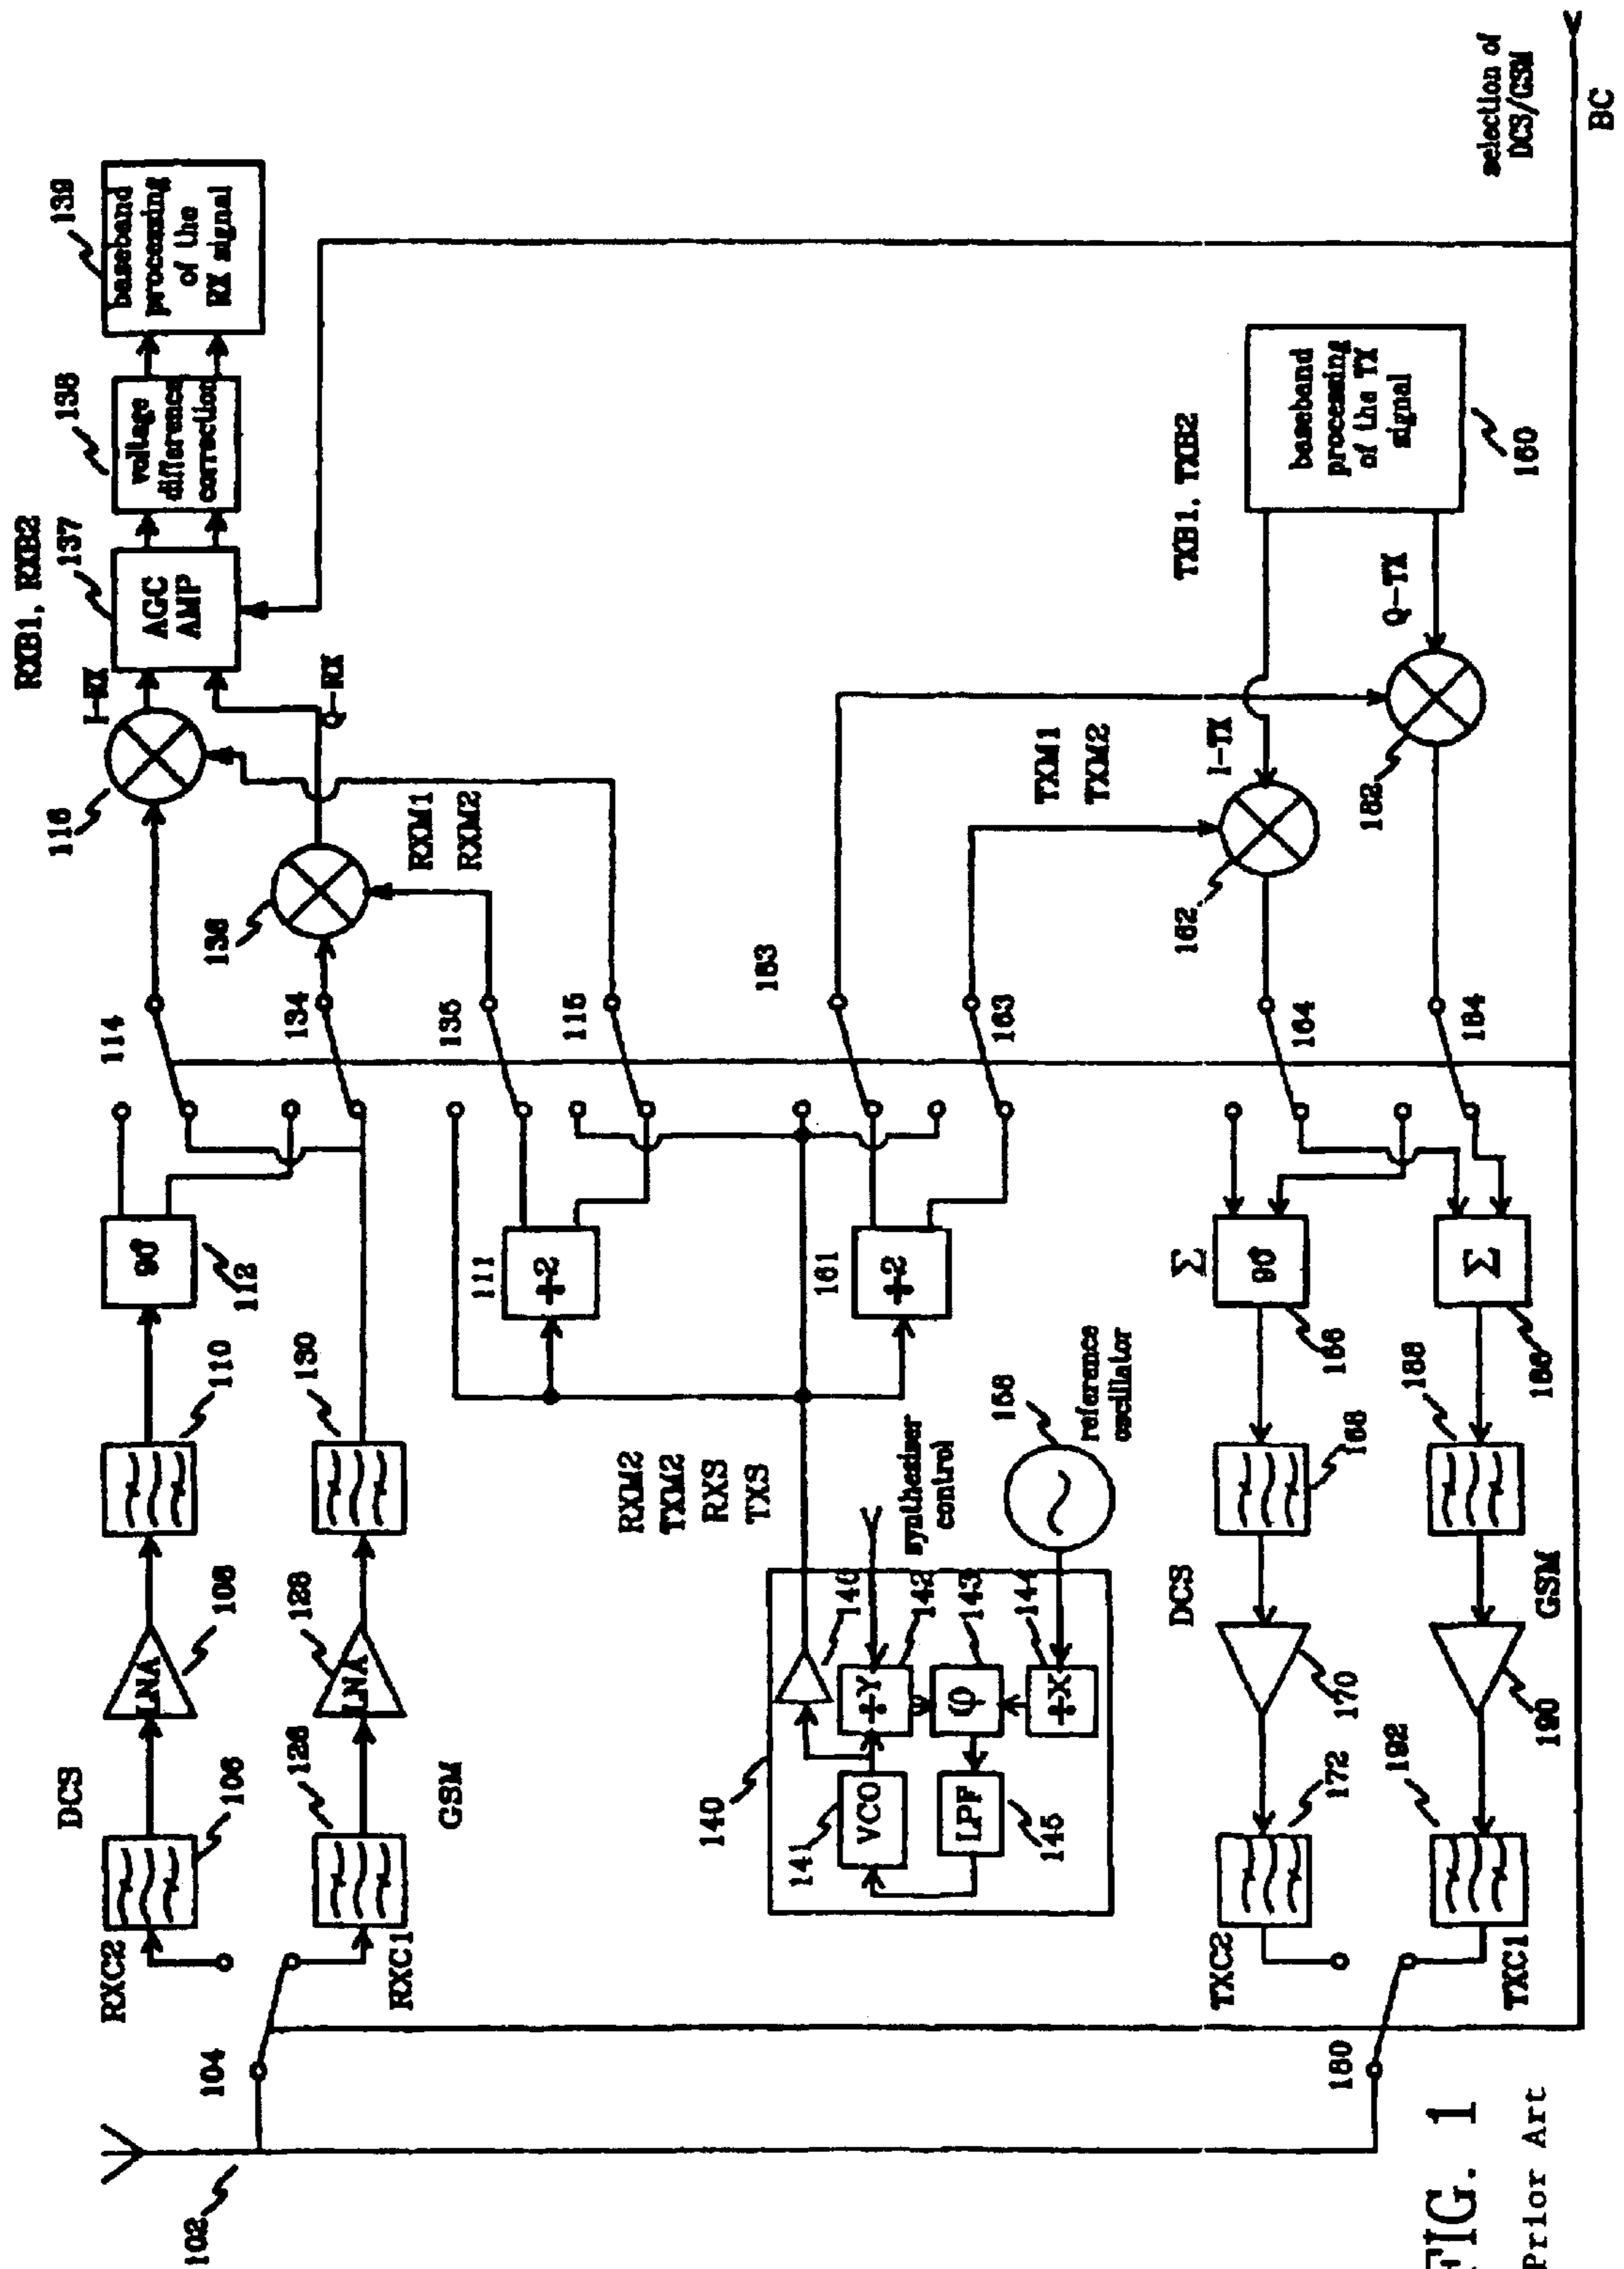 RXB1, RXB2
139
138
137
I-RX
116
baseband
processing
of the
RX signal
voltage
difference
correction
AGC
AMP
Q-RX
136
RXM1
RXM2
114
134
135
115
DCS
RXC2
106
LNA
108
110
90°
112
GSM
RXC1
126
LNA
128
130
104
102
111
÷2
161
÷2
183
163
RXM2
TXM2
RXS
TXS
synthesizer
control
reference
oscillator
140
141
VCO
146
÷Y
142
φ
143
÷X
144
LPF
145
TXM1
TXM2
I-TX
Q-TX
162
182
TXB1, TXB2
baseband
processing
of the TX
signal
160
164
184
Σ
90°
166
168
DCS
170
172
TXC2
Σ
186
188
GSM
190
192
TXC1
180
selection of
DCS/GSM
BC
FIG. 1
Prior Art